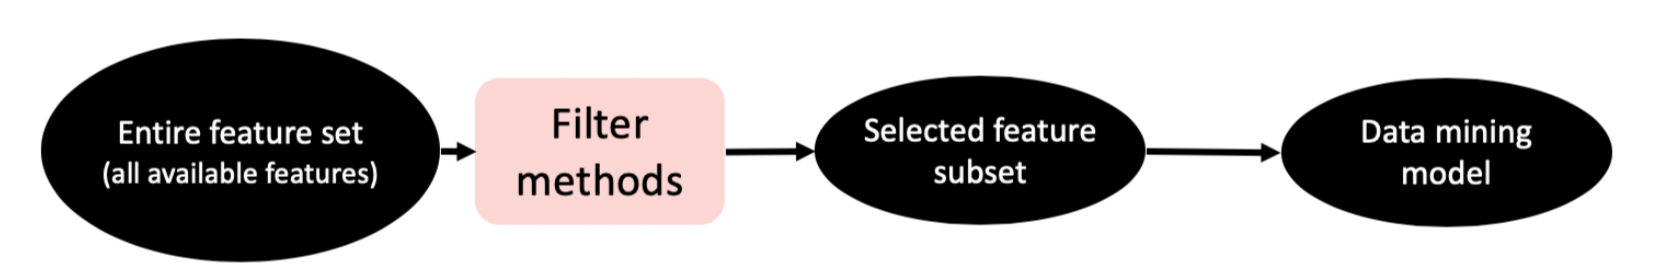 Entire feature set
(all available features)
Filter
methods
Selected feature
subset
Data mining
model